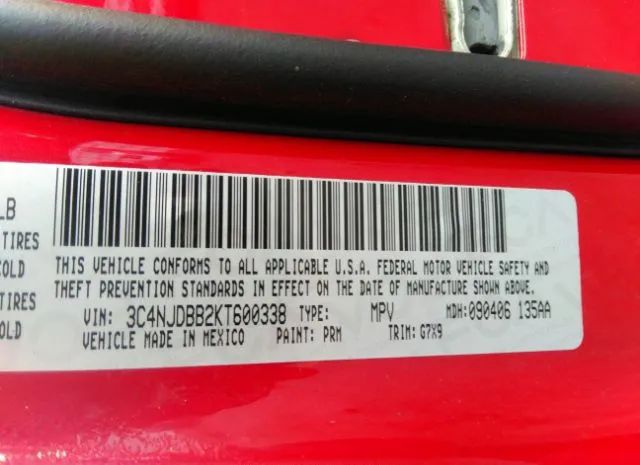 LB
TIRES
COLD
TIRES
COLD
THIS VEHICLE CONFORMS TO ALL APPLICABLE U.S.A. FEDERAL MOTOR VEHICLE SAFETY AND
THEFT PREVENTION STANDARDS IN EFFECT ON THE DATE OF MANUFACTURE SHOWN ABOVE.
VIN: 3C4NJDBB2KT600338 TYPE: MPV MDH:090406 135AA
VEHICLE MADE IN MEXICO PAINT: PRM TRIM: G7X9